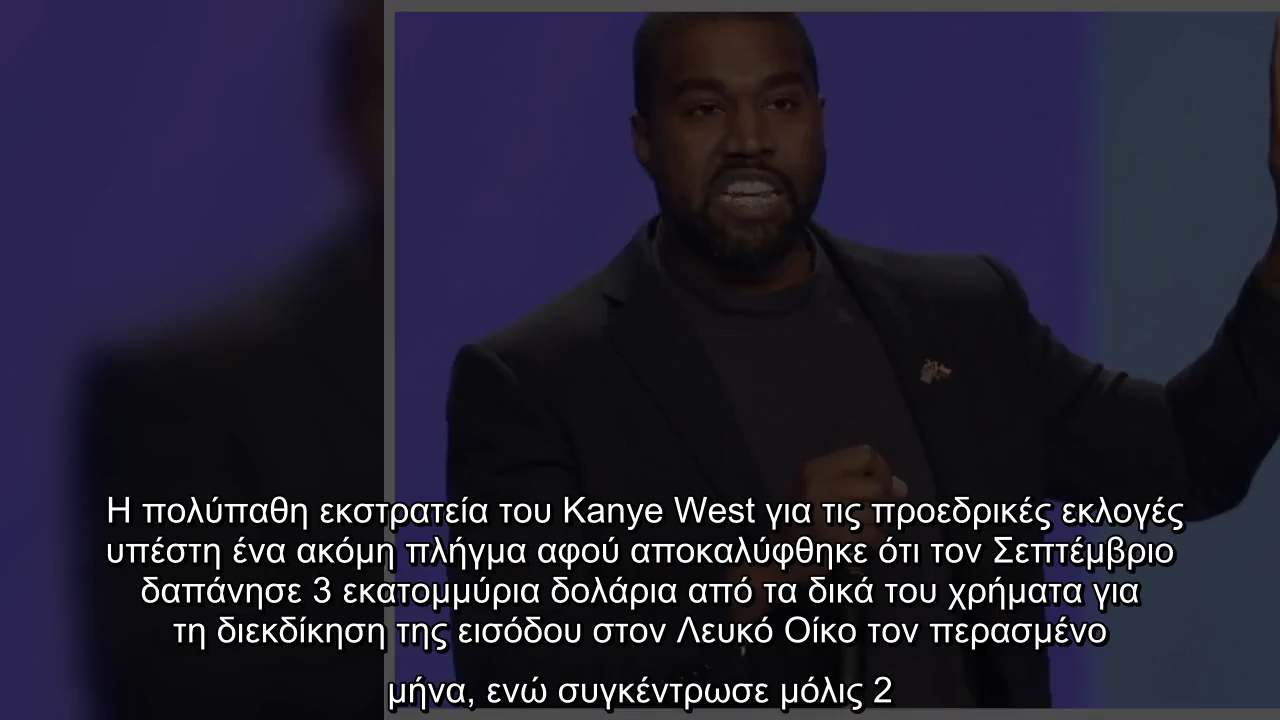 Η πολύπαθη εκστρατεία του Kanye West για τις προεδρικές εκλογές
υπέστη ένα ακόμη πλήγμα αφού αποκαλύφθηκε ότι τον Σεπτέμβριο
δαπάνησε 3 εκατομμύρια δολάρια από τα δικά του χρήματα για
τη διεκδίκηση της εισόδου στον Λευκό Οίκο τον περασμένο
μήνα, ενώ συγκέντρωσε μόλις 2